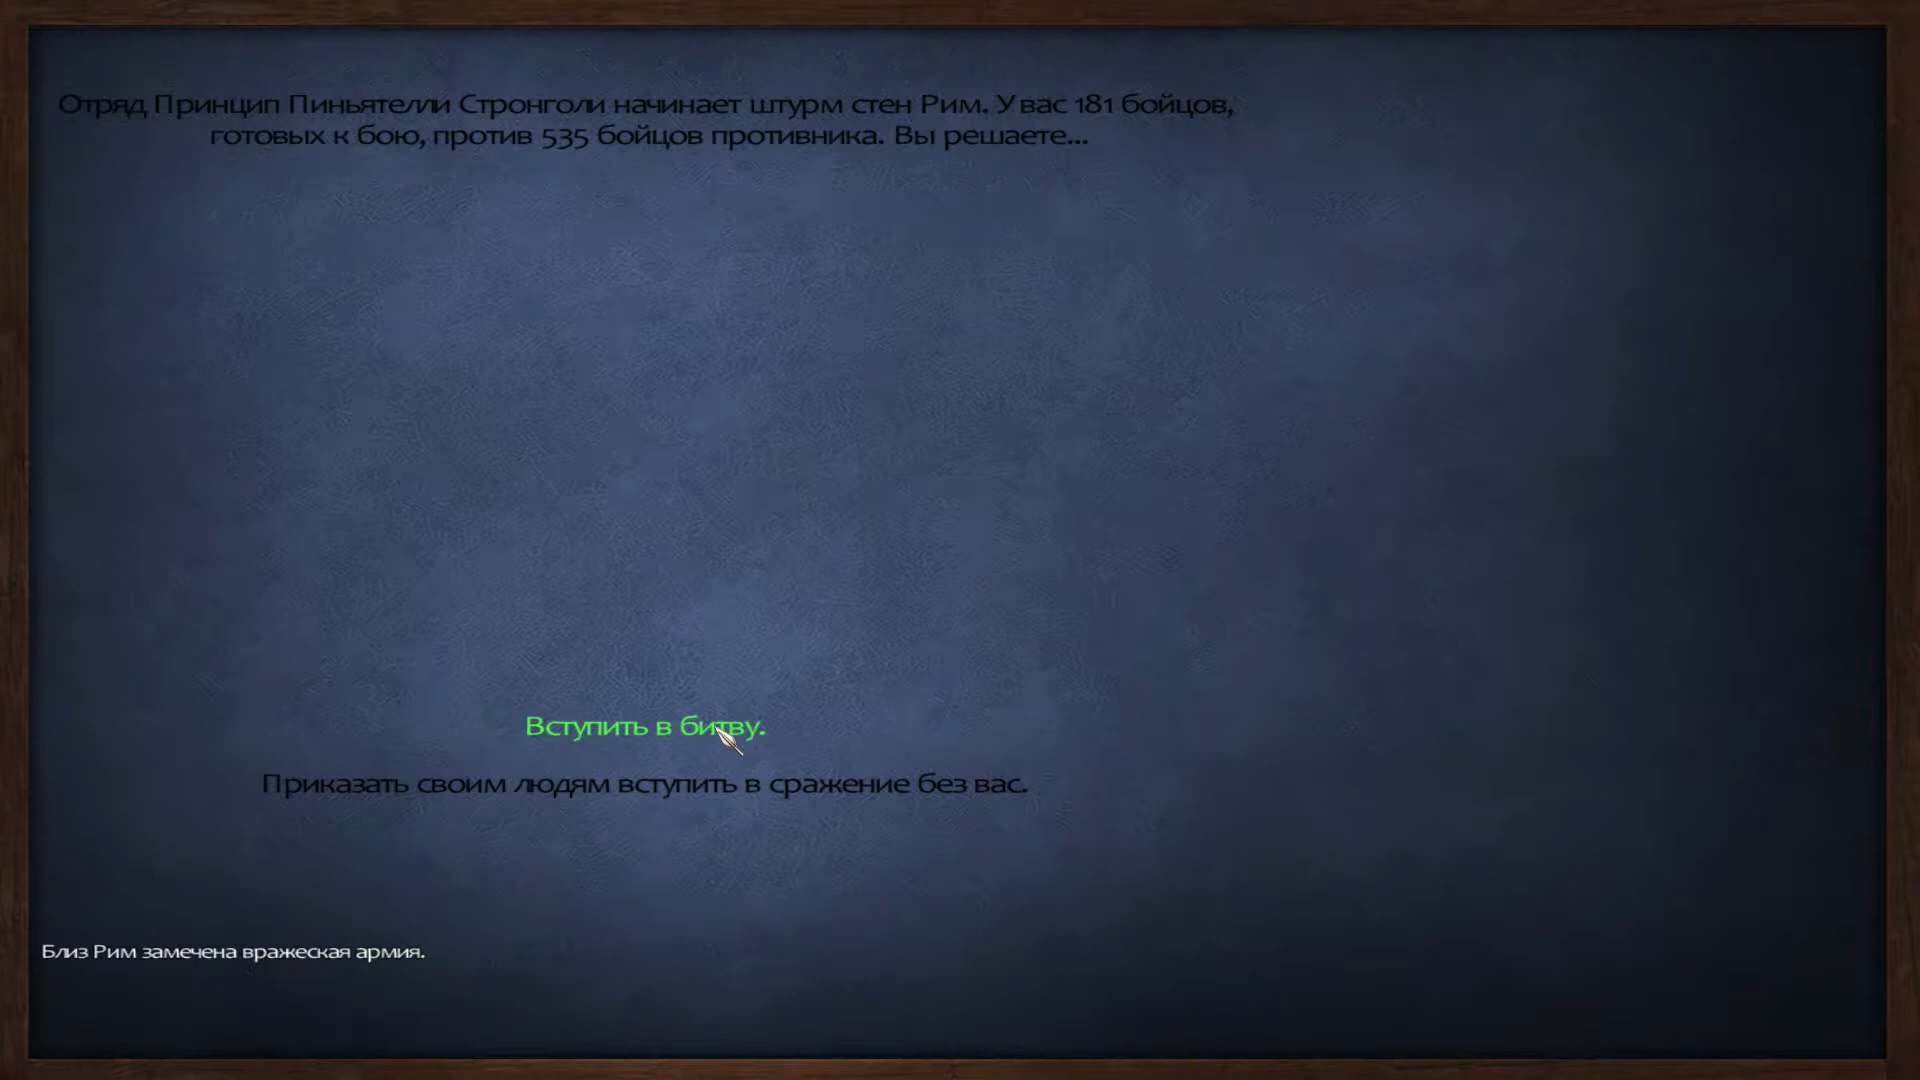 Отряд Принцип Пиньятелли Стронголи начинает штурм стен Рим. У вас 181 бойцов,
готовых к бою, против 535 бойцов противника. Вы решаете...
Вступить в битву.
Приказать своим людям вступить в сражение без вас.
Близ Рим замечена вражеская армия.